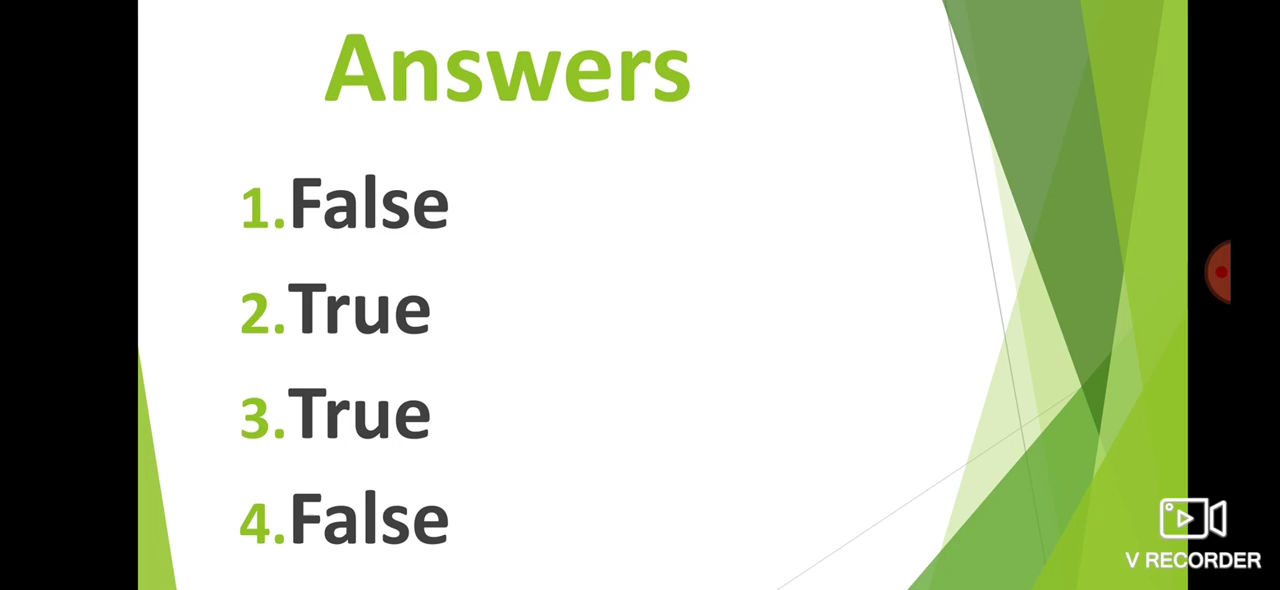 Answers
1.False
2.True
3.True
4.False
V RECORDER